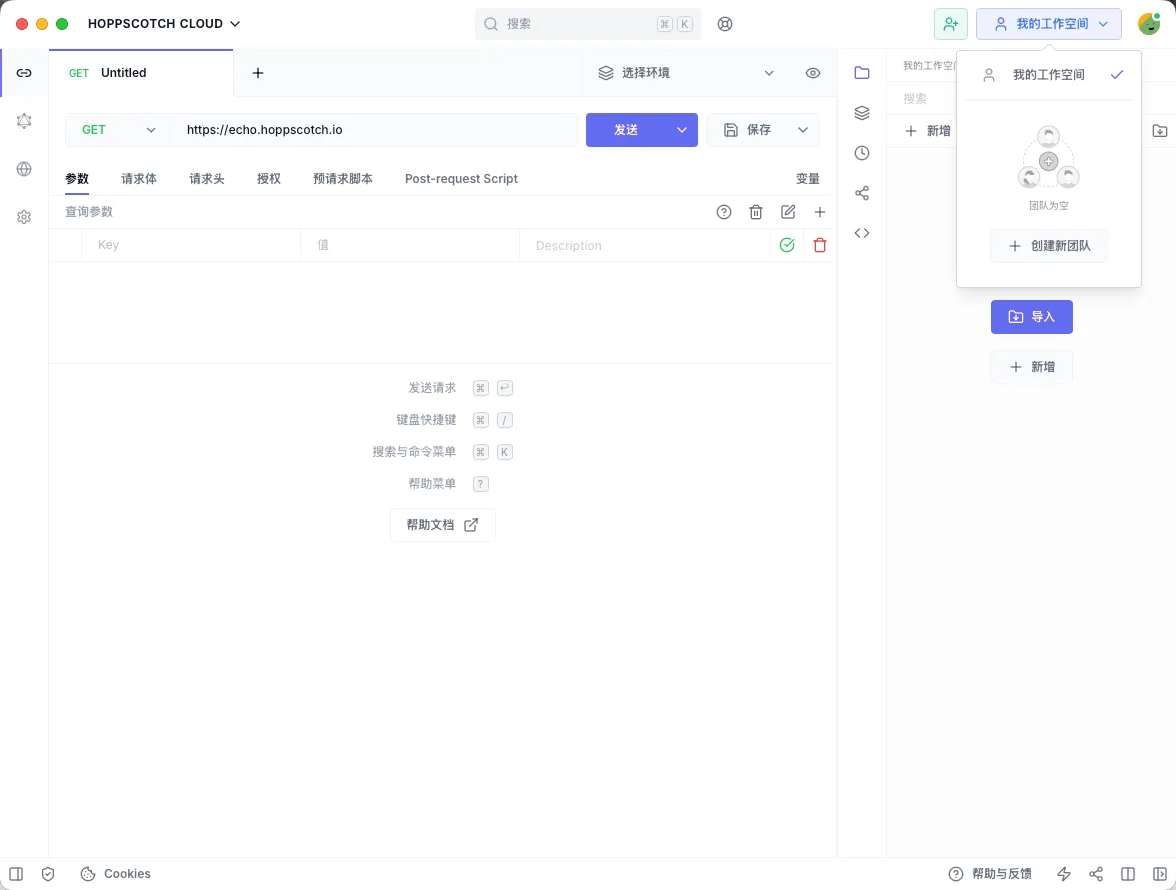 HOPPSCOTCH CLOUD
搜索 ⌘ K
我的工作空间
GET Untitled
选择环境
我的工作空间
我的工作空间
搜索
新增
GET https://echo.hoppscotch.io 发送 保存
参数 请求体 请求头 授权 预请求脚本 Post-request Script 变量
查询参数
Key 值 Description
团队为空
创建新团队
导入
新增
发送请求 ⌘ ↩
键盘快捷键 ⌘ /
搜索与命令菜单 ⌘ K
帮助菜单 ?
帮助文档
Cookies 帮助与反馈